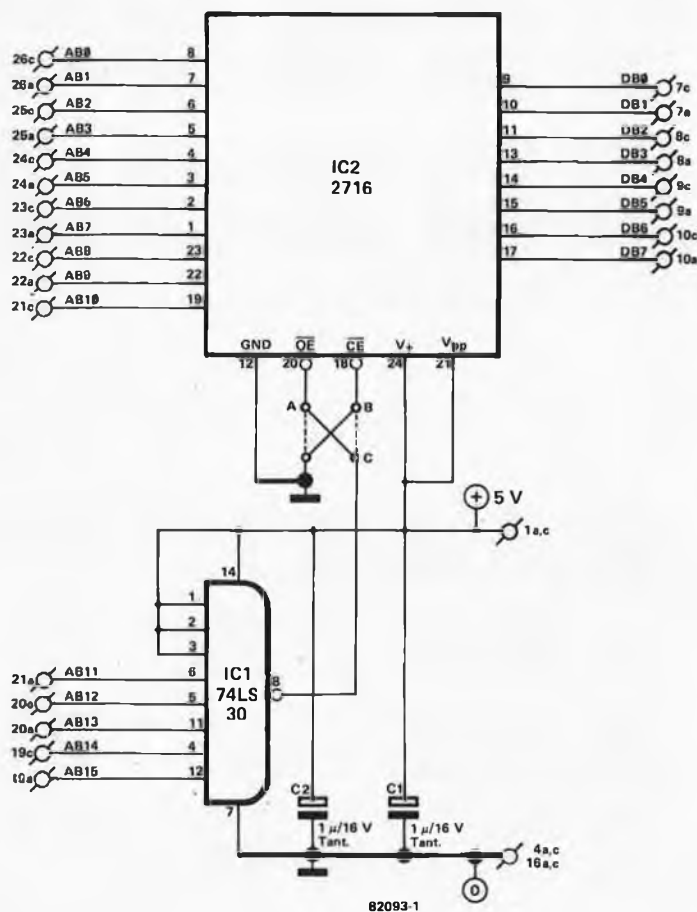 26c AB0 8
26a AB1 7
25c AB2 6
25a AB3 5
24c AB4 4
24a AB5 3
23c AB6 2
23a AB7 1
22c AB8 23
22a AB9 22
21c AB10 19
IC2
2716
9 DB0 7c
10 DB1 7a
11 DB2 8c
13 DB3 8a
14 DB4 9c
15 DB5 9a
16 DB6 10c
17 DB7 10a
GND OE CE V+ Vpp
12 20 18 24 21
A B
C
+ 5 V
1a,c
14
1
2
3
21a AB11 6
20c AB12 5
20a AB13 11
19c AB14 4
19a AB15 12
IC1
74LS
30
8
7
C2
1 µ/16 V
Tant.
C1
1 µ/16 V
Tant.
4a,c
16a,c
0
82093-1